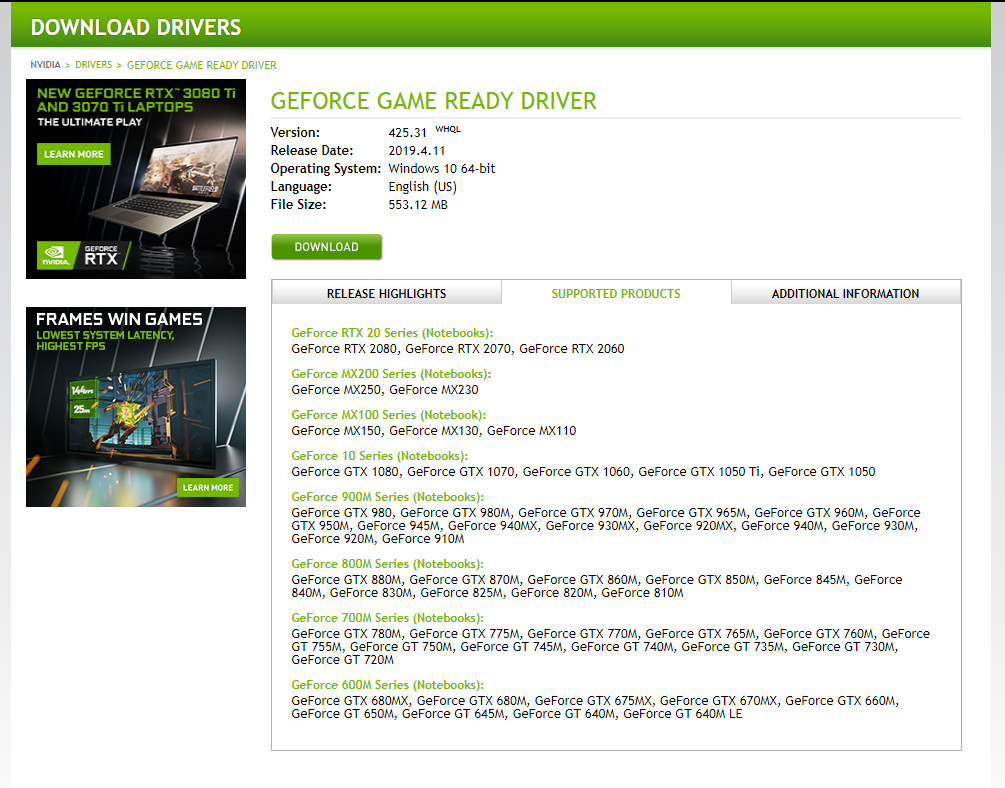 DOWNLOAD DRIVERS
NVIDIA > DRIVERS > GEFORCE GAME READY DRIVER
NEW GEFORCE RTX™ 3080 Ti
AND 3070 Ti LAPTOPS
THE ULTIMATE PLAY
LEARN MORE
BATTLEFIELD
NVIDIA.
GEFORCE
RTX™
FRAMES WIN GAMES
LOWEST SYSTEM LATENCY,
HIGHEST FPS
144FPS
25ms
LEARN MORE
GEFORCE GAME READY DRIVER
Version: 425.31 WHQL
Release Date: 2019.4.11
Operating System: Windows 10 64-bit
Language: English (US)
File Size: 553.12 MB
DOWNLOAD
RELEASE HIGHLIGHTS SUPPORTED PRODUCTS ADDITIONAL INFORMATION
GeForce RTX 20 Series (Notebooks):
GeForce RTX 2080, GeForce RTX 2070, GeForce RTX 2060
GeForce MX200 Series (Notebooks):
GeForce MX250, GeForce MX230
GeForce MX100 Series (Notebook):
GeForce MX150, GeForce MX130, GeForce MX110
GeForce 10 Series (Notebooks):
GeForce GTX 1080, GeForce GTX 1070, GeForce GTX 1060, GeForce GTX 1050 Ti, GeForce GTX 1050
GeForce 900M Series (Notebooks):
GeForce GTX 980, GeForce GTX 980M, GeForce GTX 970M, GeForce GTX 965M, GeForce GTX 960M, GeForce
GTX 950M, GeForce 945M, GeForce 940MX, GeForce 930MX, GeForce 920MX, GeForce 940M, GeForce 930M,
GeForce 920M, GeForce 910M
GeForce 800M Series (Notebooks):
GeForce GTX 880M, GeForce GTX 870M, GeForce GTX 860M, GeForce GTX 850M, GeForce 845M, GeForce
840M, GeForce 830M, GeForce 825M, GeForce 820M, GeForce 810M
GeForce 700M Series (Notebooks):
GeForce GTX 780M, GeForce GTX 775M, GeForce GTX 770M, GeForce GTX 765M, GeForce GTX 760M, GeForce
GT 755M, GeForce GT 750M, GeForce GT 745M, GeForce GT 740M, GeForce GT 735M, GeForce GT 730M,
GeForce GT 720M
GeForce 600M Series (Notebooks):
GeForce GTX 680MX, GeForce GTX 680M, GeForce GTX 675MX, GeForce GTX 670MX, GeForce GTX 660M,
GeForce GT 650M, GeForce GT 645M, GeForce GT 640M, GeForce GT 640M LE